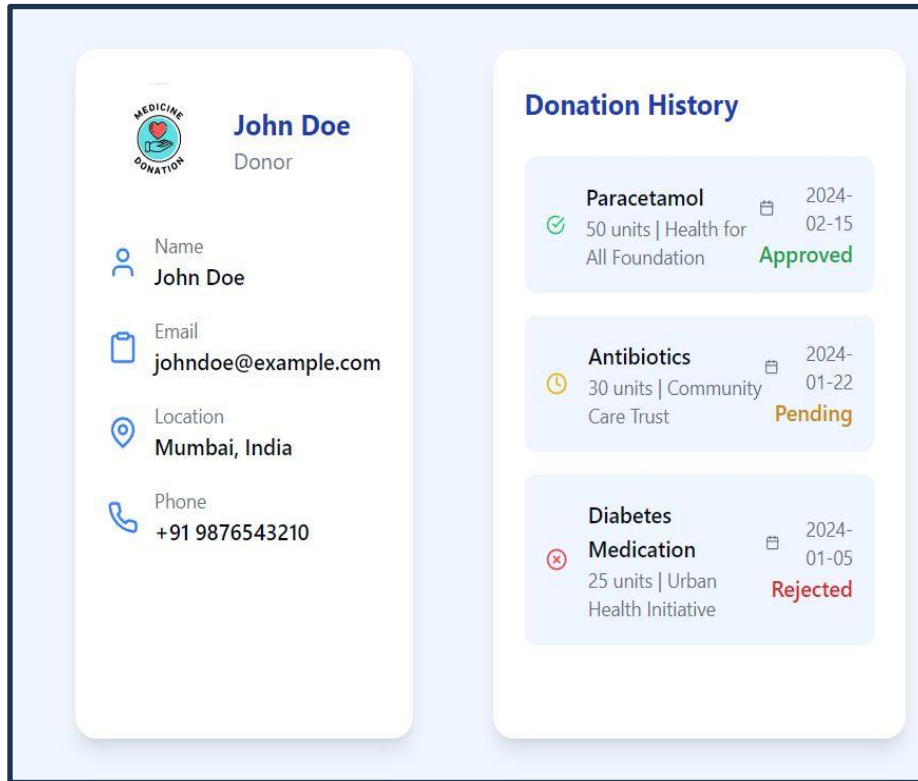 MEDICINE
DONATION
John Doe
Donor
Name
John Doe
Email
johndoe@example.com
Location
Mumbai, India
Phone
+91 9876543210
Donation History
Paracetamol
50 units | Health for
All Foundation
2024-
02-15
Approved
Antibiotics
30 units | Community
Care Trust
2024-
01-22
Pending
Diabetes
Medication
25 units | Urban
Health Initiative
2024-
01-05
Rejected